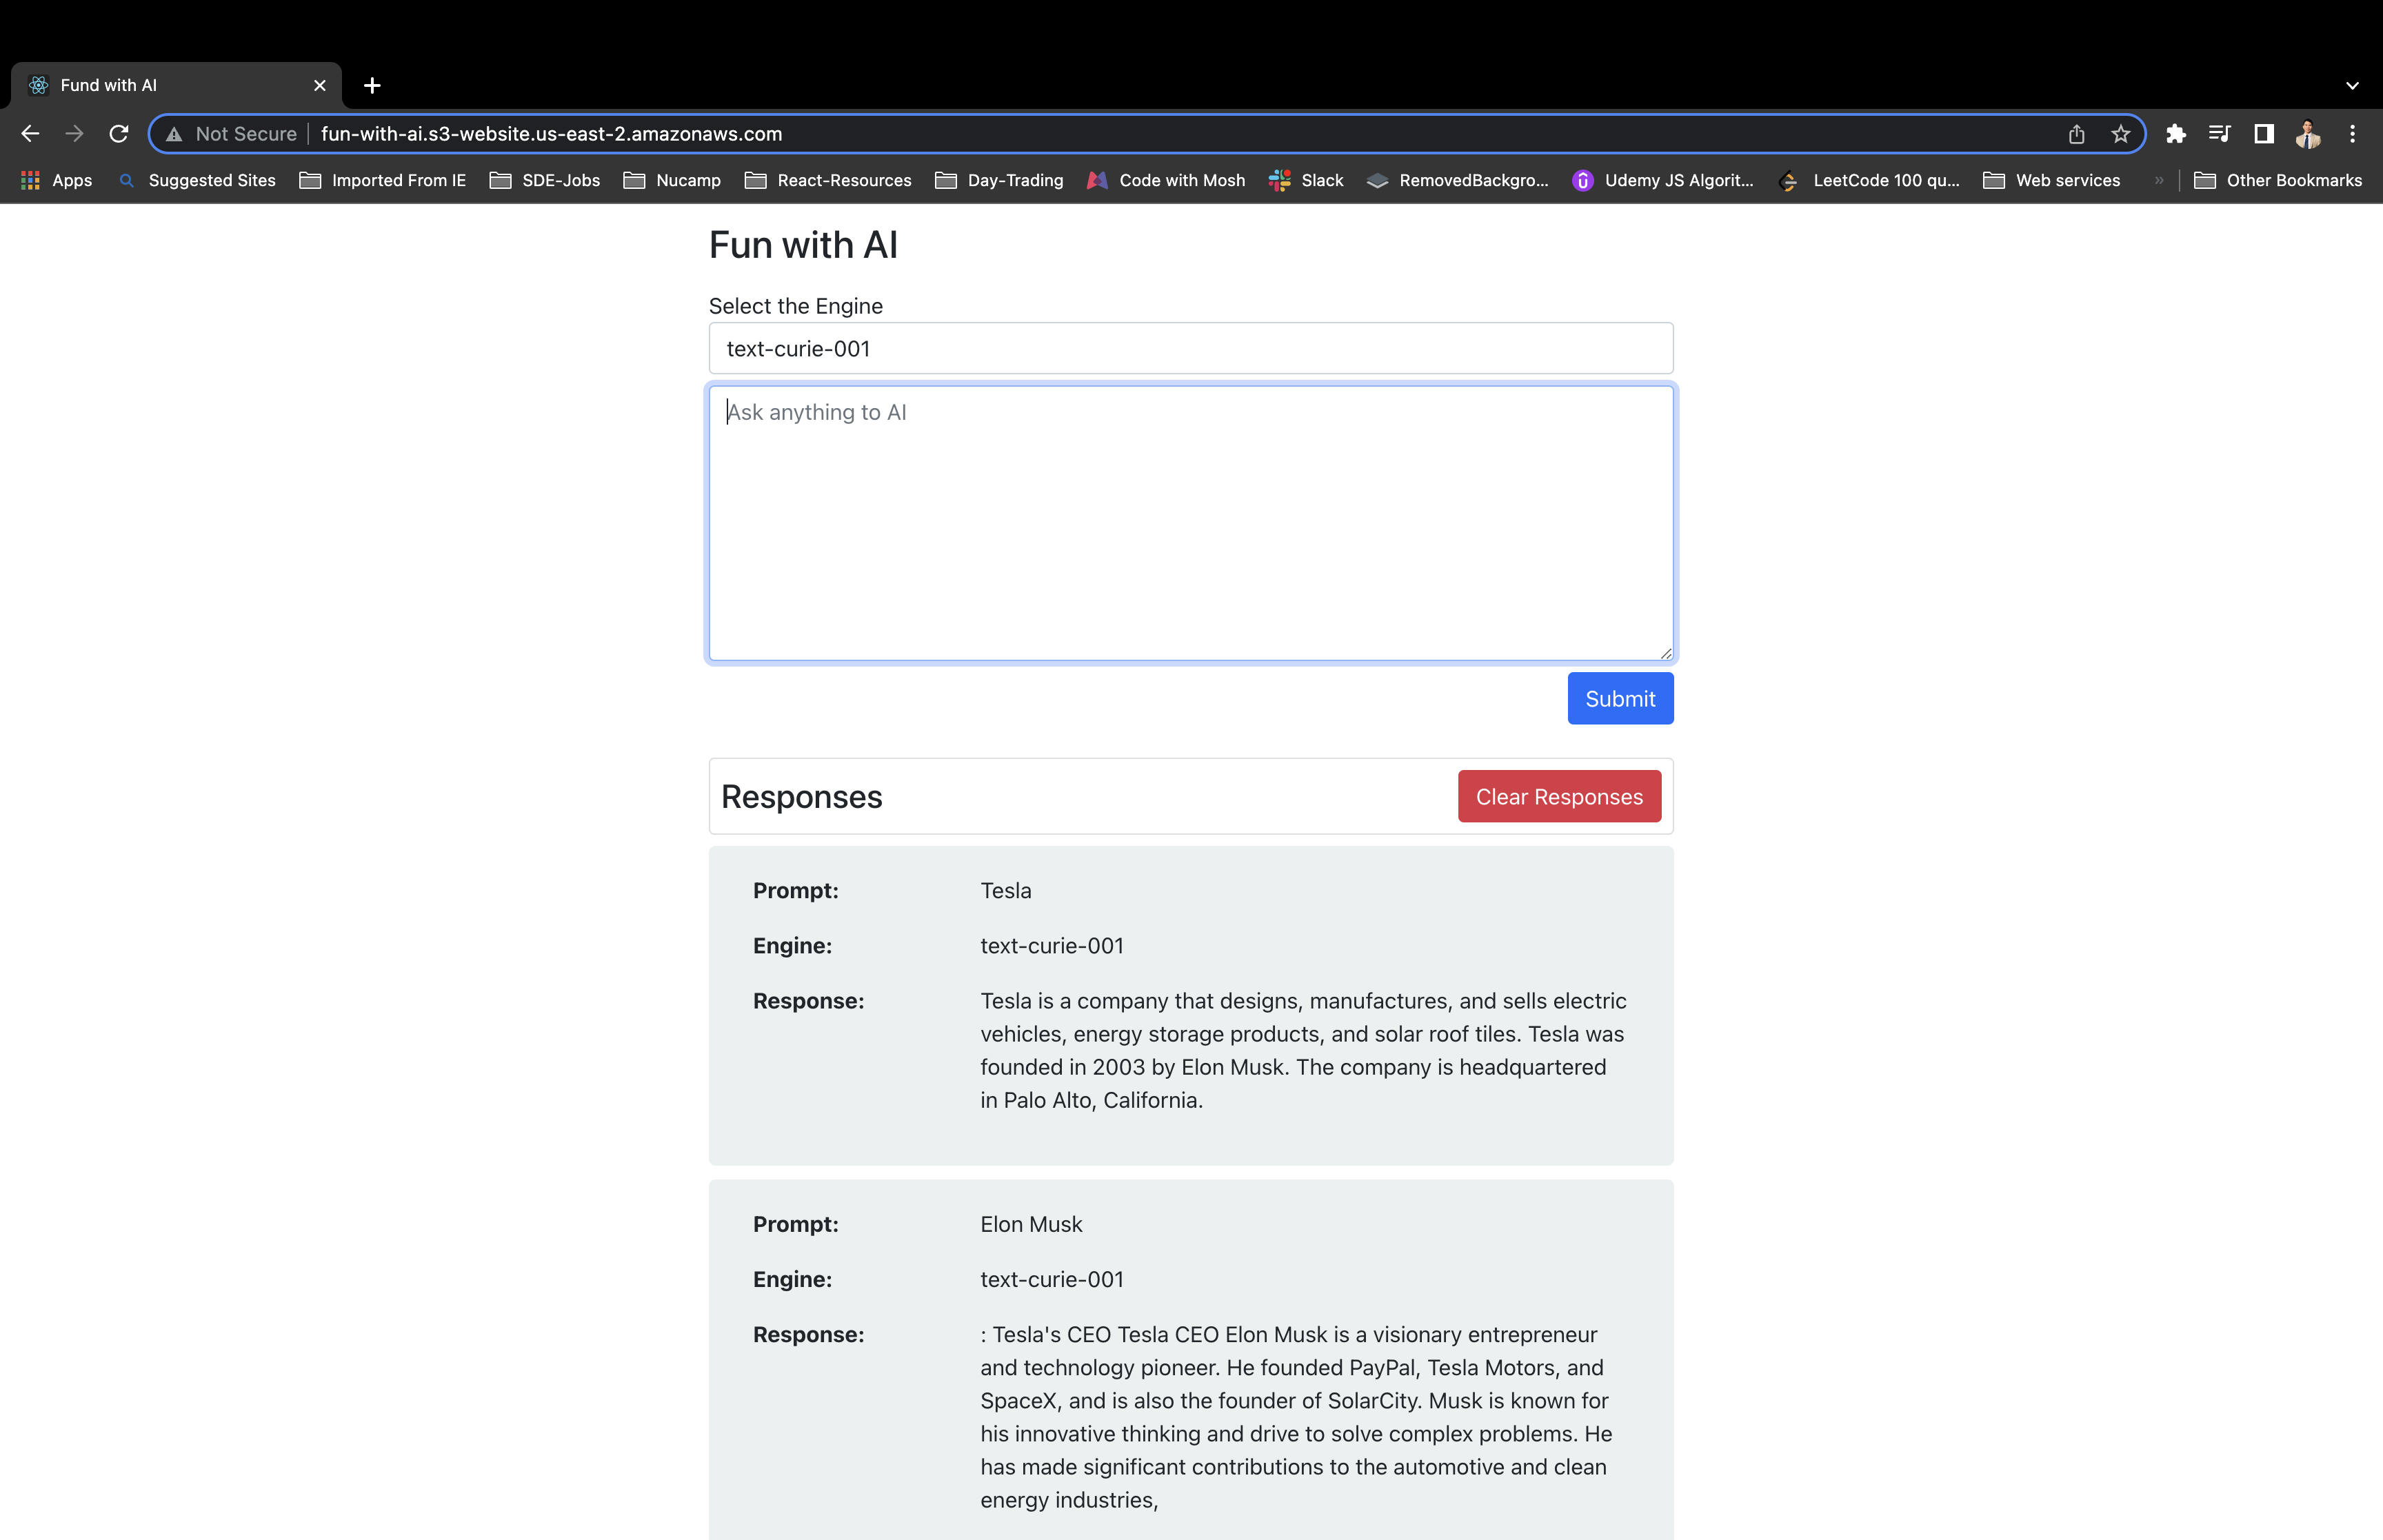 Fund with AI
Not Secure fun-with-ai.s3-website.us-east-2.amazonaws.com
Apps Suggested Sites Imported From IE SDE-Jobs Nucamp React-Resources Day-Trading Code with Mosh Slack RemovedBackgro... Udemy JS Algorit... LeetCode 100 qu... Web services » Other Bookmarks
Fun with AI
Select the Engine
text-curie-001
Ask anything to AI
Submit
Responses Clear Responses
Prompt: Tesla
Engine: text-curie-001
Response: Tesla is a company that designs, manufactures, and sells electric
vehicles, energy storage products, and solar roof tiles. Tesla was
founded in 2003 by Elon Musk. The company is headquartered
in Palo Alto, California.
Prompt: Elon Musk
Engine: text-curie-001
Response: : Tesla's CEO Tesla CEO Elon Musk is a visionary entrepreneur
and technology pioneer. He founded PayPal, Tesla Motors, and
SpaceX, and is also the founder of SolarCity. Musk is known for
his innovative thinking and drive to solve complex problems. He
has made significant contributions to the automotive and clean
energy industries,